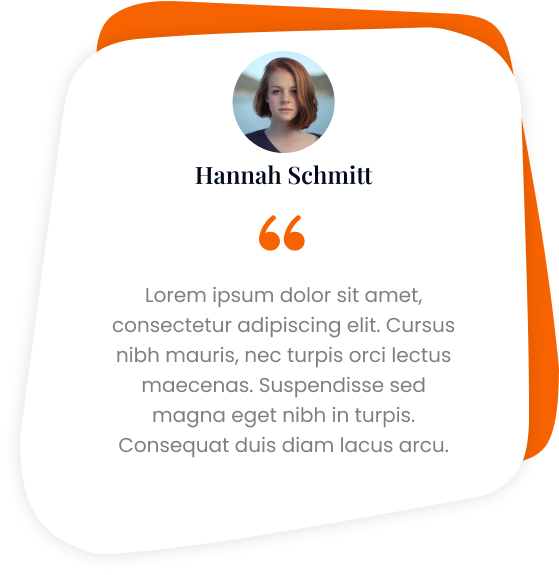 Hannah Schmitt
“
Lorem ipsum dolor sit amet,
consectetur adipiscing elit. Cursus
nibh mauris, nec turpis orci lectus
maecenas. Suspendisse sed
magna eget nibh in turpis.
Consequat duis diam lacus arcu.